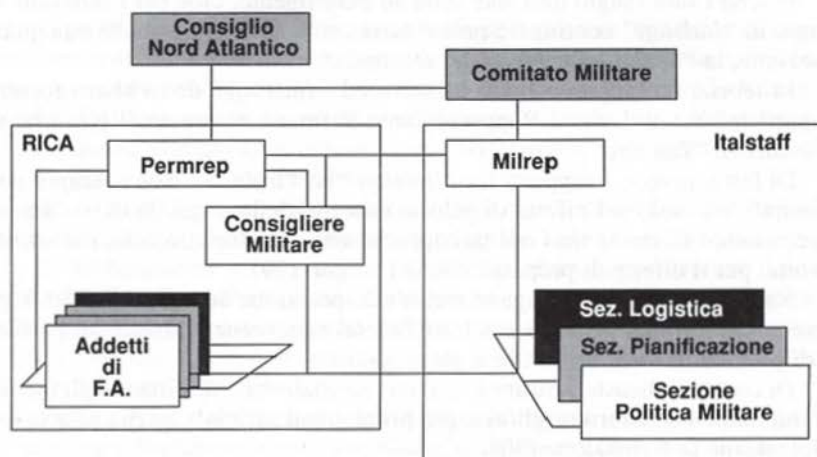 Consiglio
Nord Atlantico
Comitato Militare
RICA
Italstaff
Permrep
Milrep
Consigliere
Militare
Addetti
di
F.A.
Sez. Logistica
Sez. Pianificazione
Sezione
Politica Militare